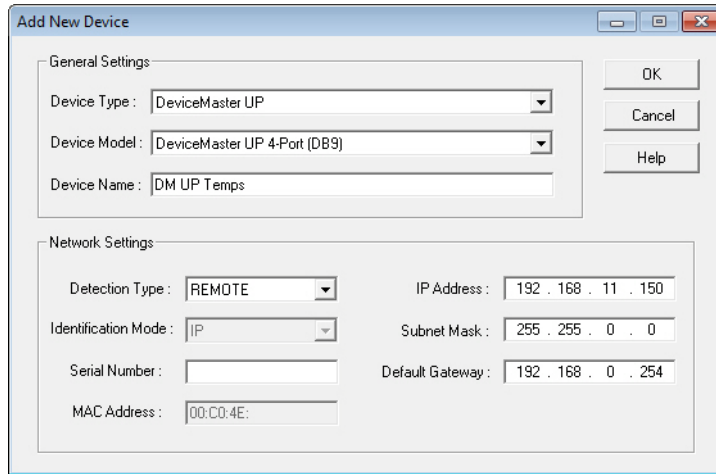 Add New Device
General Settings
Device Type : DeviceMaster UP
Device Model : DeviceMaster UP 4-Port (DB9)
Device Name : DM UP Temps
OK
Cancel
Help
Network Settings
Detection Type : REMOTE
Identification Mode : IP
Serial Number :
MAC Address : 00:C0:4E:
IP Address : 192 . 168 . 11 . 150
Subnet Mask : 255 . 255 . 0 . 0
Default Gateway : 192 . 168 . 0 . 254